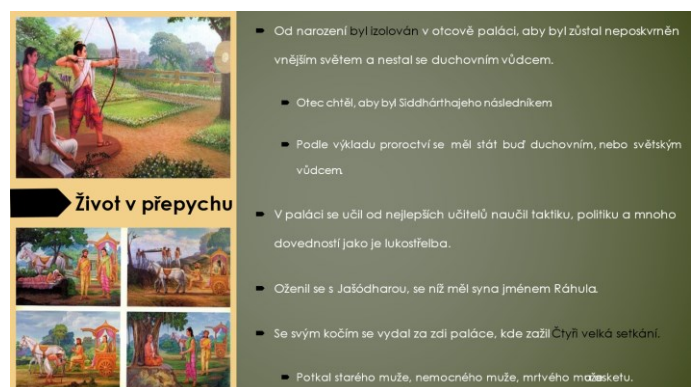 Život v přepychu
Od narození byl izolován v otcově paláci, aby byl zůstal neposkvrněn
vnějším světem a nestal se duchovním vůdcem.
Otec chtěl, aby byl Siddhárthajeho následníkem
Podle výkladu proroctví se měl stát buď duchovním, nebo světským
vůdcem.
V paláci se učil od nejlepších učitelů naučil taktiku, politiku a mnoho
dovedností jako je lukostřelba.
Oženil se s Jašódharou, se níž měl syna jménem Ráhula.
Se svým kočím se vydal za zdi paláce, kde zažil Čtyři velká setkání.
Potkal starého muže, nemocného muže, mrtvého